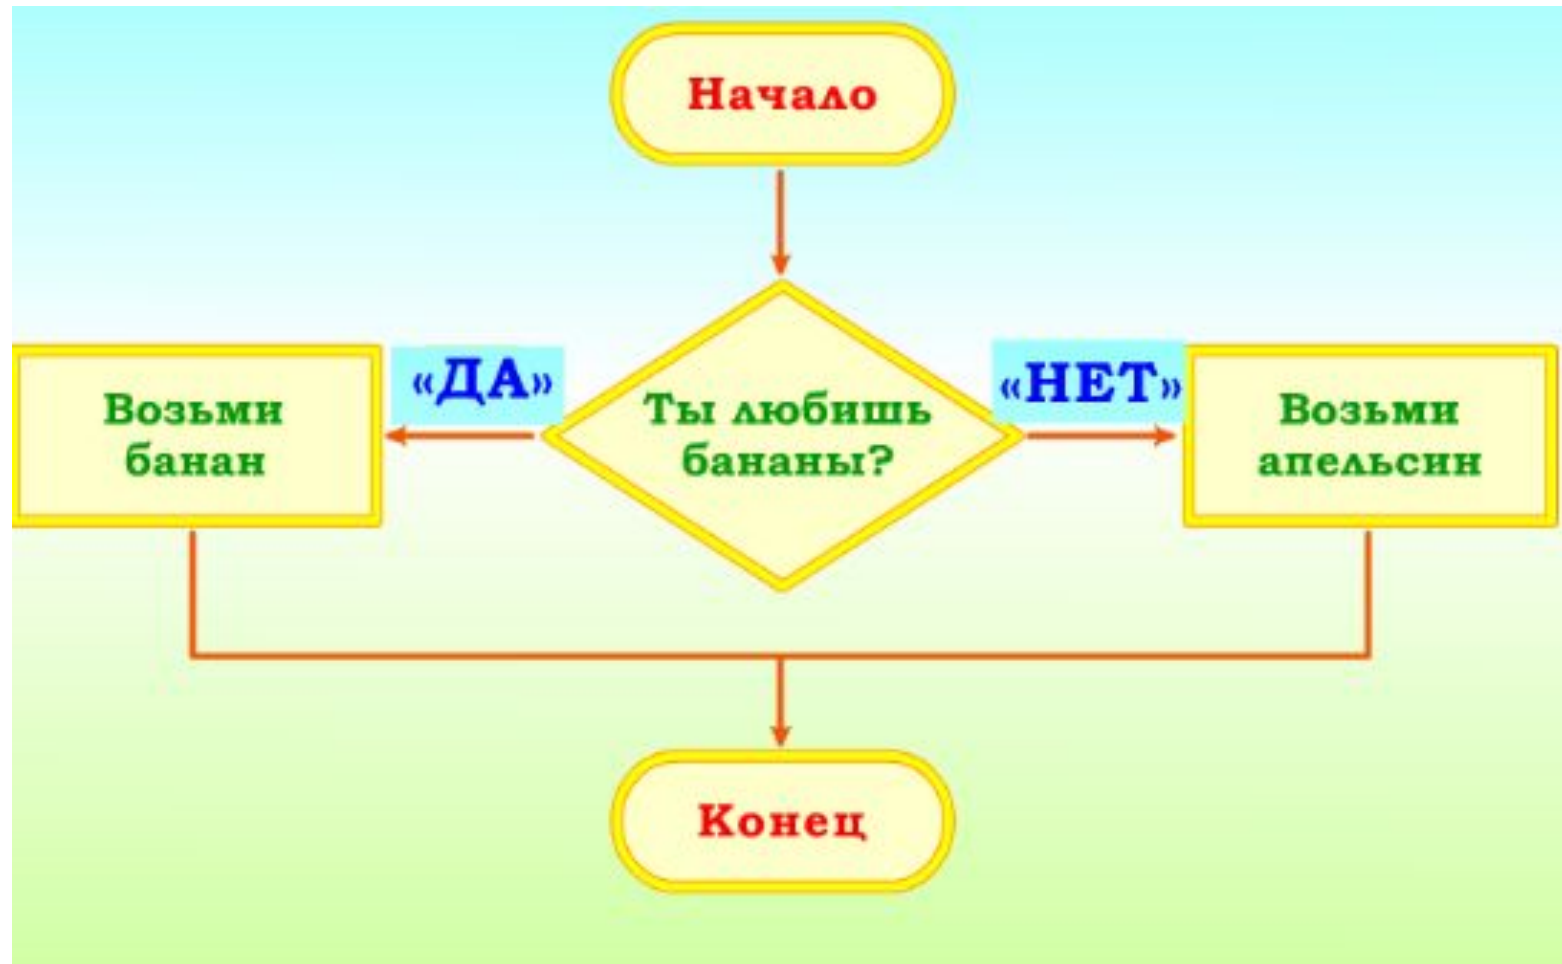 Начало
«ДА»
«НЕТ»
Возьми
банан
Ты любишь
бананы?
Возьми
апельсин
Конец